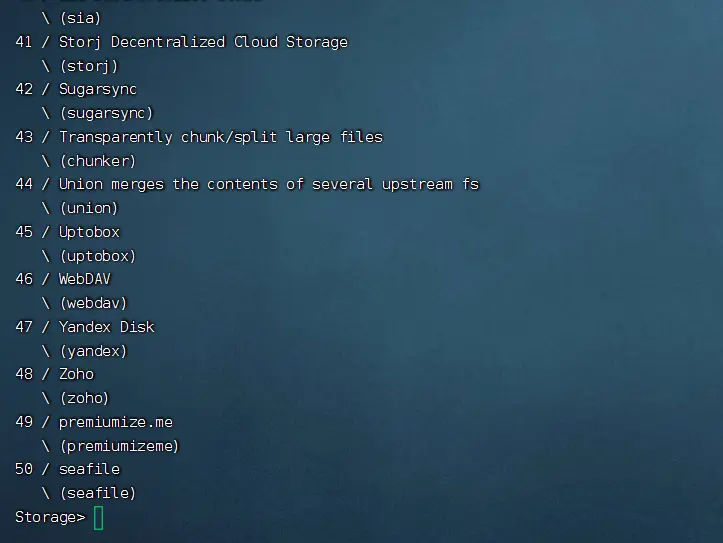 \ (sia)
41 / Storj Decentralized Cloud Storage
\ (storj)
42 / Sugarsync
\ (sugarsync)
43 / Transparently chunk/split large files
\ (chunker)
44 / Union merges the contents of several upstream fs
\ (union)
45 / Uptobox
\ (uptobox)
46 / WebDAV
\ (webdav)
47 / Yandex Disk
\ (yandex)
48 / Zoho
\ (zoho)
49 / premiumize.me
\ (premiumizeme)
50 / seafile
\ (seafile)
Storage>